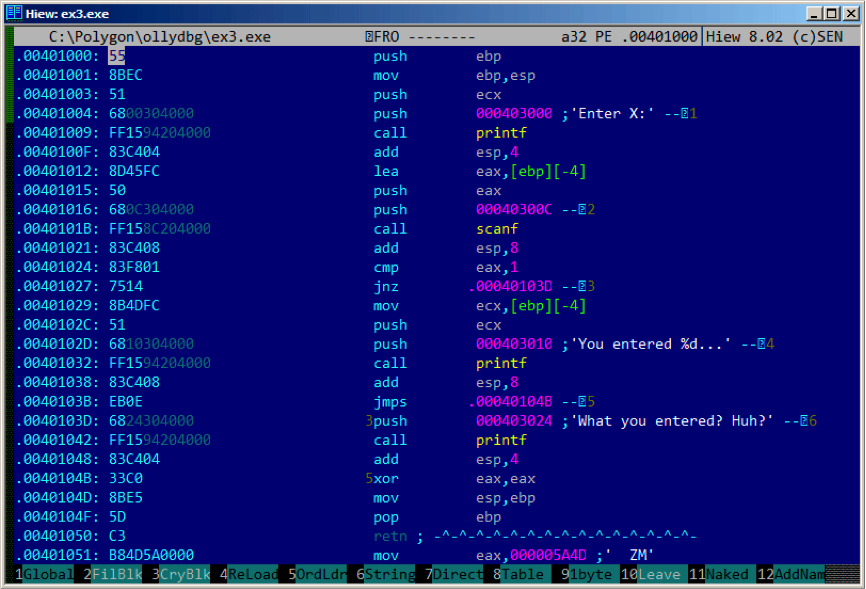 Hiew: ex3.exe
C:\Polygon\ollydbg\ex3.exe FRO -------- a32 PE .00401000 Hiew 8.02 (c)SEN
.00401000: 55 push ebp
.00401001: 8BEC mov ebp,esp
.00401003: 51 push ecx
.00401004: 6800304000 push 000403000 ;'Enter X:' --1
.00401009: FF1594204000 call printf
.0040100F: 83C404 add esp,4
.00401012: 8D45FC lea eax,[ebp][-4]
.00401015: 50 push eax
.00401016: 680C304000 push 00040300C --2
.0040101B: FF158C204000 call scanf
.00401021: 83C408 add esp,8
.00401024: 83F801 cmp eax,1
.00401027: 7514 jnz .00040103D --3
.00401029: 8B4DFC mov ecx,[ebp][-4]
.0040102C: 51 push ecx
.0040102D: 6810304000 push 000403010 ;'You entered %d...' --4
.00401032: FF1594204000 call printf
.00401038: 83C408 add esp,8
.0040103B: EB0E jmps .00040104B --5
.0040103D: 6824304000 3push 000403024 ;'What you entered? Huh?' --6
.00401042: FF1594204000 call printf
.00401048: 83C404 add esp,4
.0040104B: 33C0 5xor eax,eax
.0040104D: 8BE5 mov esp,ebp
.0040104F: 5D pop ebp
.00401050: C3 retn ; -^-^-^-^-^-^-^-^-^-^-^-^-^-^-^-
.00401051: B84D5A0000 mov eax,000005A4D ;'  ZM'
1Global 2FilBlk 3CryBlk 4ReLoad 5OrdLdr 6String 7Direct 8Table 91byte 10Leave 11Naked 12AddNam